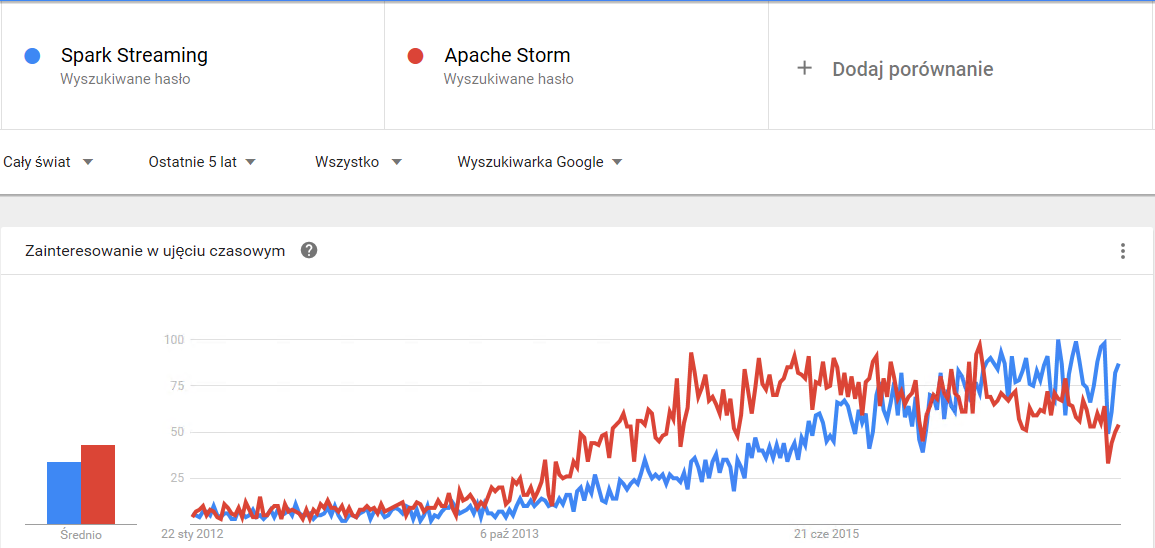 Spark Streaming
Wyszukiwane hasło
Apache Storm
Wyszukiwane hasło
+ Dodaj porównanie
Cały świat
Ostatnie 5 lat
Wszystko
Wyszukiwarka Google
Zainteresowanie w ujęciu czasowym ?
100
75
50
25
Średnio
22 sty 2012
6 paź 2013
21 cze 2015